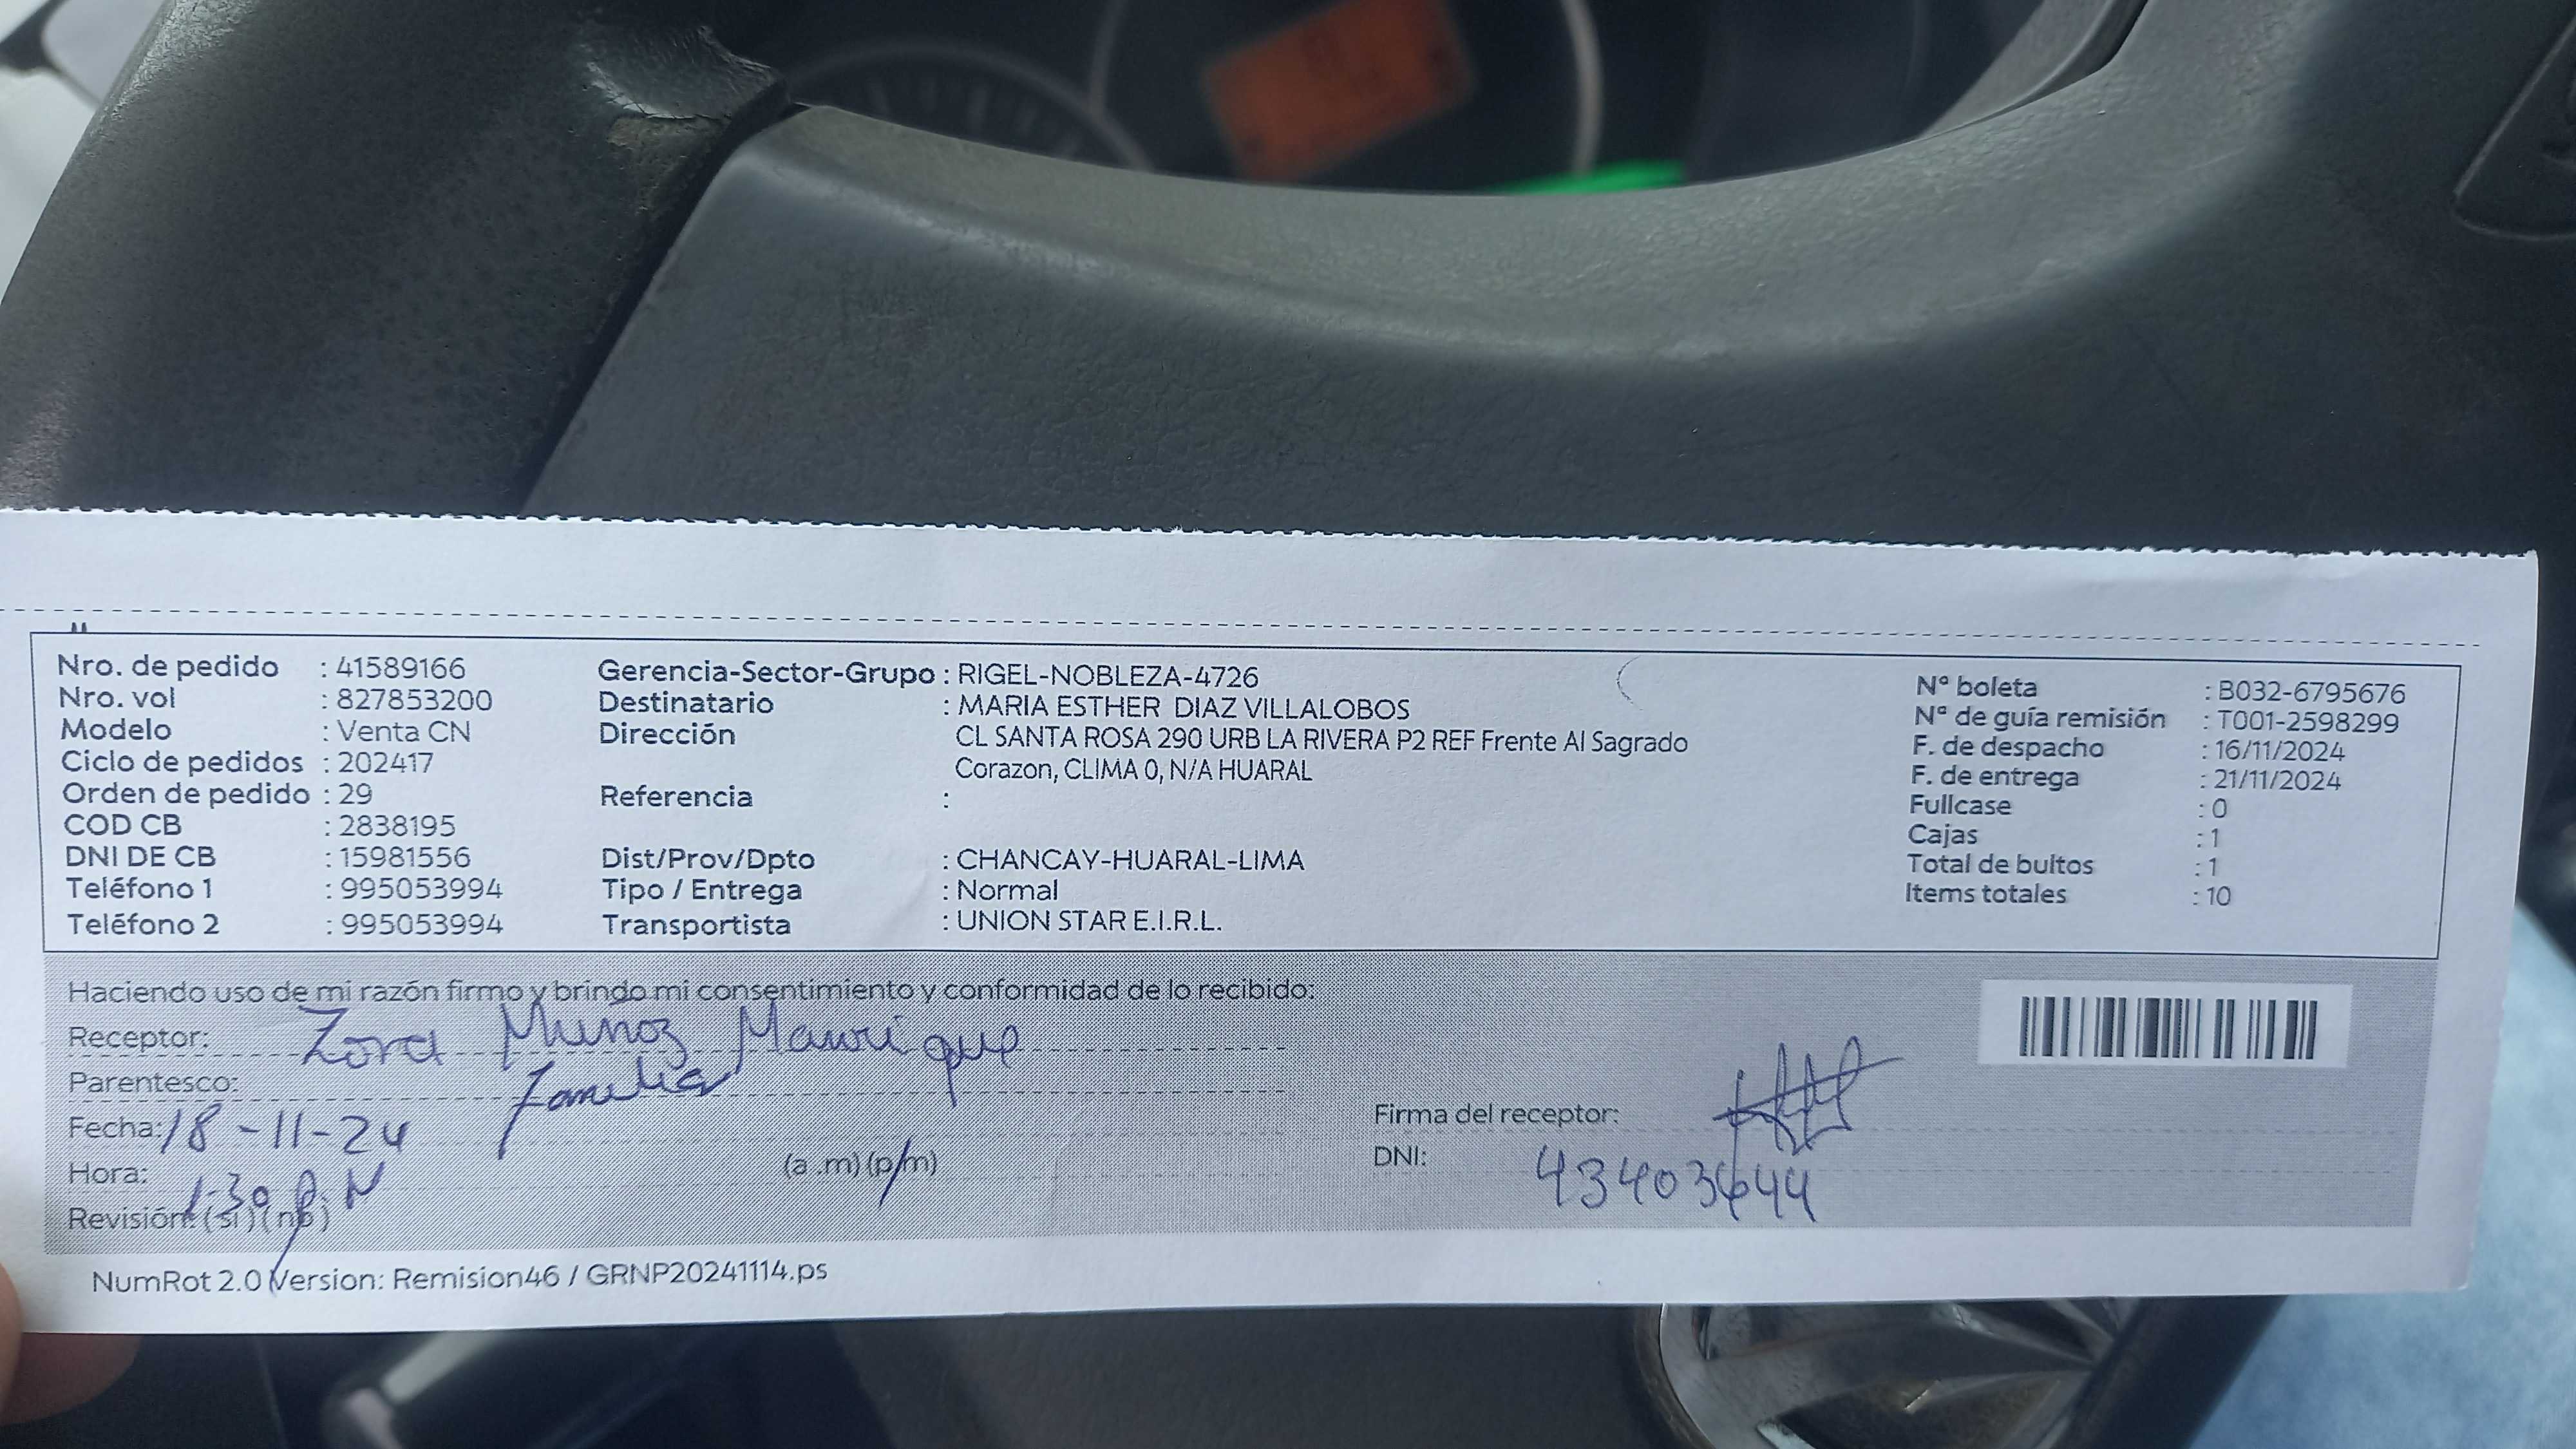 Nro. de pedido : 41589166
Nro. vol : 827853200
Modelo : Venta CN
Ciclo de pedidos : 202417
Orden de pedido : 29
COD CB : 2838195
DNI DE CB : 15981556
Teléfono 1 : 995053994
Teléfono 2 : 995053994
Gerencia-Sector-Grupo : RIGEL-NOBLEZA-4726
Destinatario : MARIA ESTHER DIAZ VILLALOBOS
Dirección CL SANTA ROSA 290 URB LA RIVERA P2 REF Frente Al Sagrado
Corazon, CLIMA 0, N/A HUARAL
Referencia :
Dist/Prov/Dpto : CHANCAY-HUARAL-LIMA
Tipo / Entrega : Normal
Transportista : UNION STAR E.I.R.L.
Nº boleta : B032-6795676
Nº de guía remisión : T001-2598299
F. de despacho : 16/11/2024
F. de entrega : 21/11/2024
Fullcase : 0
Cajas : 1
Total de bultos : 1
Items totales : 10
Haciendo uso de mi razón firmo y brindo mi consentimiento y conformidad de lo recibido:
Receptor: Zora Muñoz Manrique
Parentesco: Familia
Fecha: 18-11-24
Hora: 1-30 p.M (a .m) (p/m)
Revisión: (si) (no)
Firma del receptor:
DNI: 43403644
NumRot 2.0 Version: Remision46 / GRNP20241114.ps